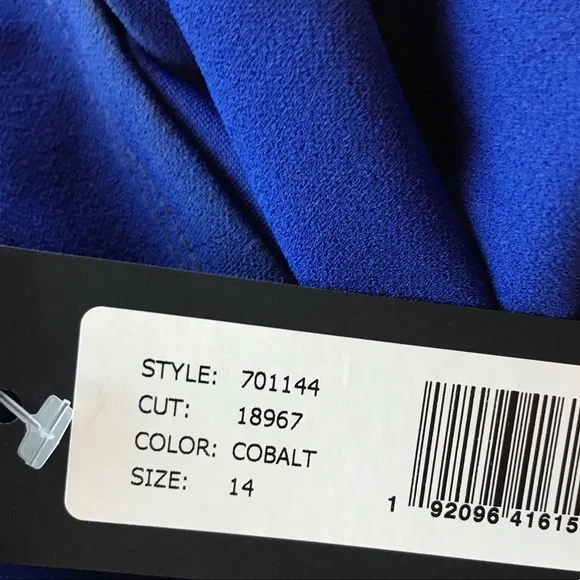 STYLE: 701144
CUT: 18967
COLOR: COBALT
SIZE: 14
1 92096 41615